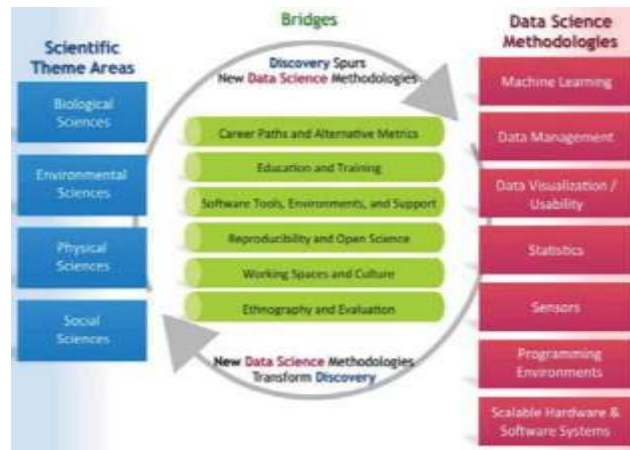 Scientific
Theme Areas
Biological
Sciences
Environmental
Sciences
Physical
Sciences
Social
Sciences
Bridges
Discovery Spurs
New Data Science Methodologies
Career Paths and Alternative Metrics
Education and Training
Software Tools, Environments, and Support
Reproducibility and Open Science
Working Spaces and Culture
Ethnography and Evaluation
New Data Science Methodologies
Transform Discovery
Data Science
Methodologies
Machine Learning
Data Management
Data Visualization /
Usability
Statistics
Sensors
Programming
Environments
Scalable Hardware &
Software Systems